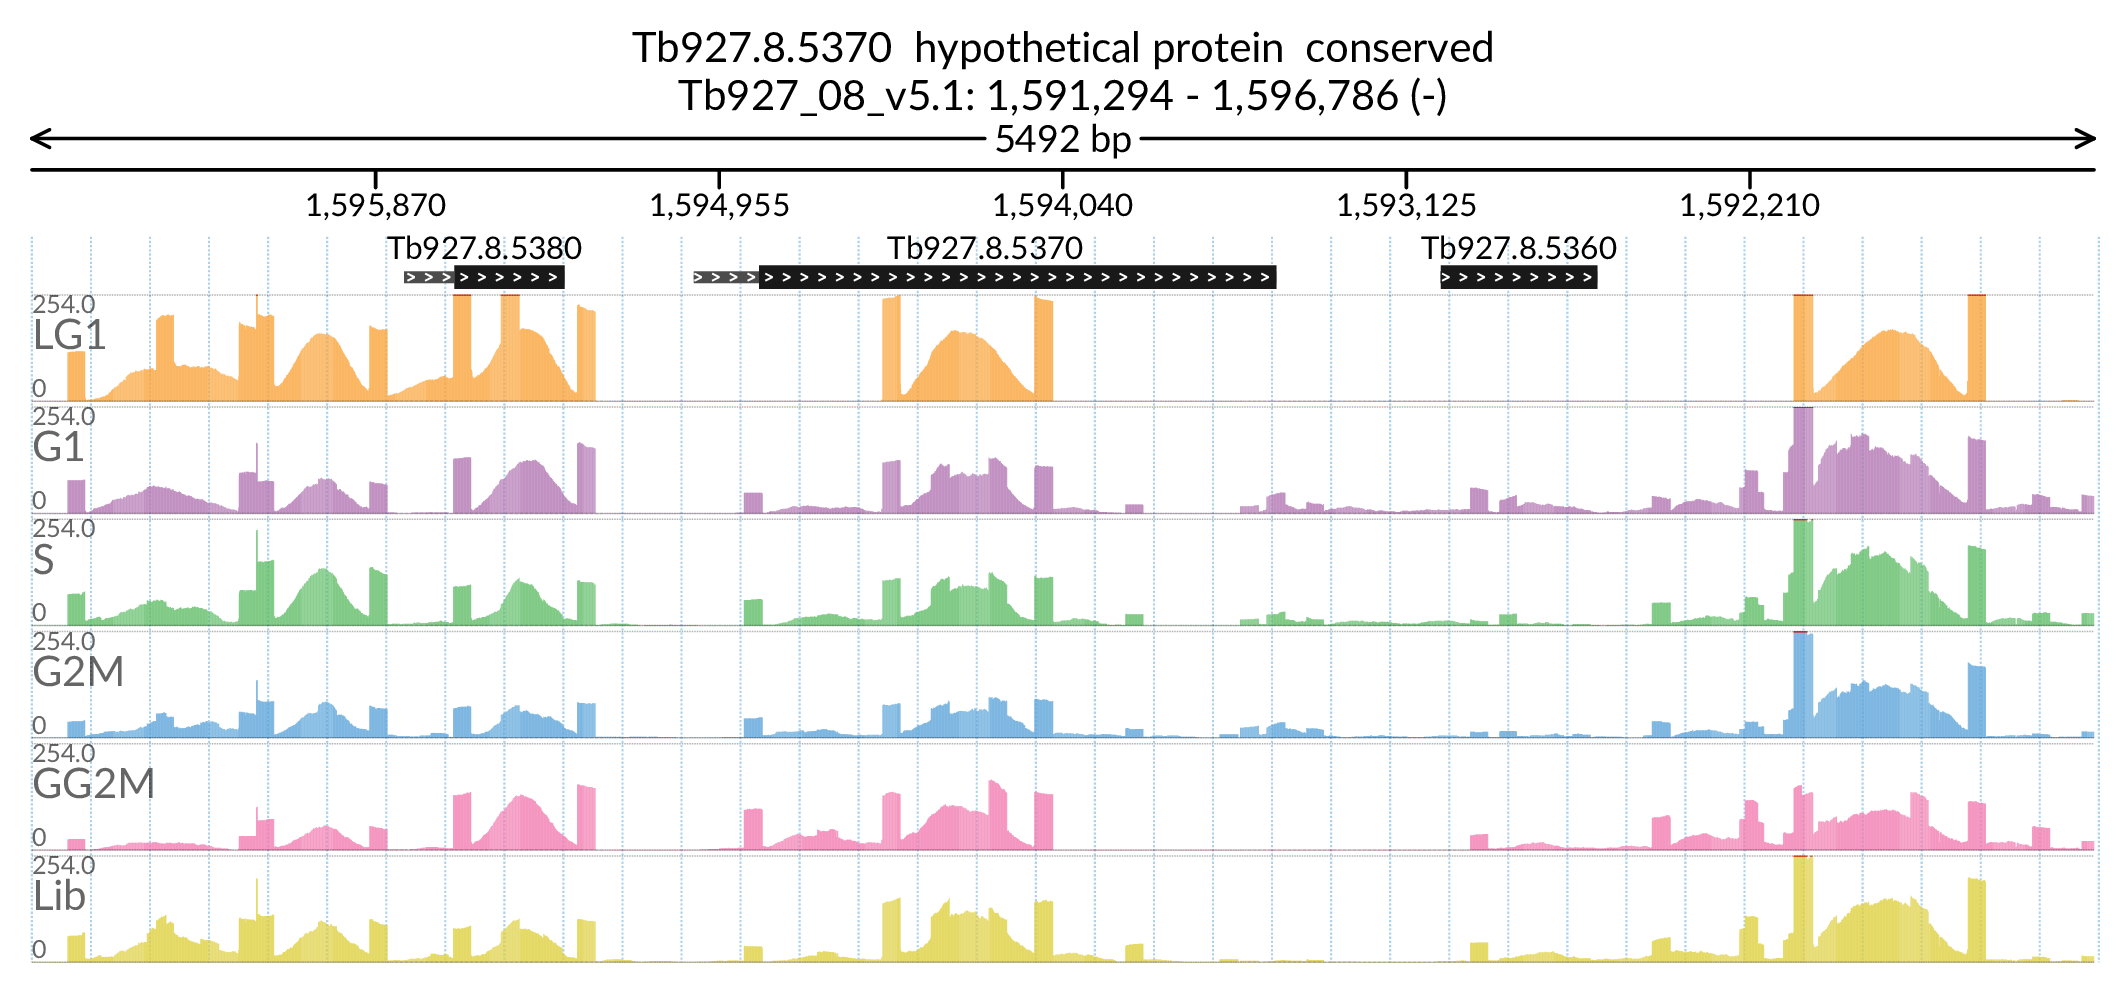 Tb927.8.5370 hypothetical protein conserved
Tb927_08_v5.1: 1,591,294 - 1,596,786 (-)
5492 bp
1,595,870 1,594,955 1,594,040 1,593,125 1,592,210
Tb927.8.5380 Tb927.8.5370 Tb927.8.5360
254.0
LG1
0
254.0
G1
0
254.0
S
0
254.0
G2M
0
254.0
GG2M
0
254.0
Lib
0